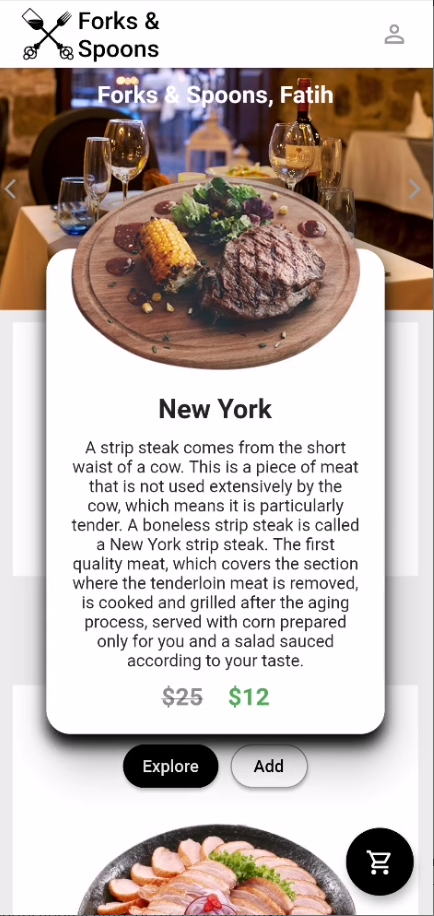 Forks &
Spoons
Forks & Spoons, Fatih
New York
A strip steak comes from the short
waist of a cow. This is a piece of meat
that is not used extensively by the
cow, which means it is particularly
tender. A boneless strip steak is called
a New York strip steak. The first
quality meat, which covers the section
where the tenderloin meat is removed,
is cooked and grilled after the aging
process, served with corn prepared
only for you and a salad sauced
according to your taste.
$25 $12
Explore Add